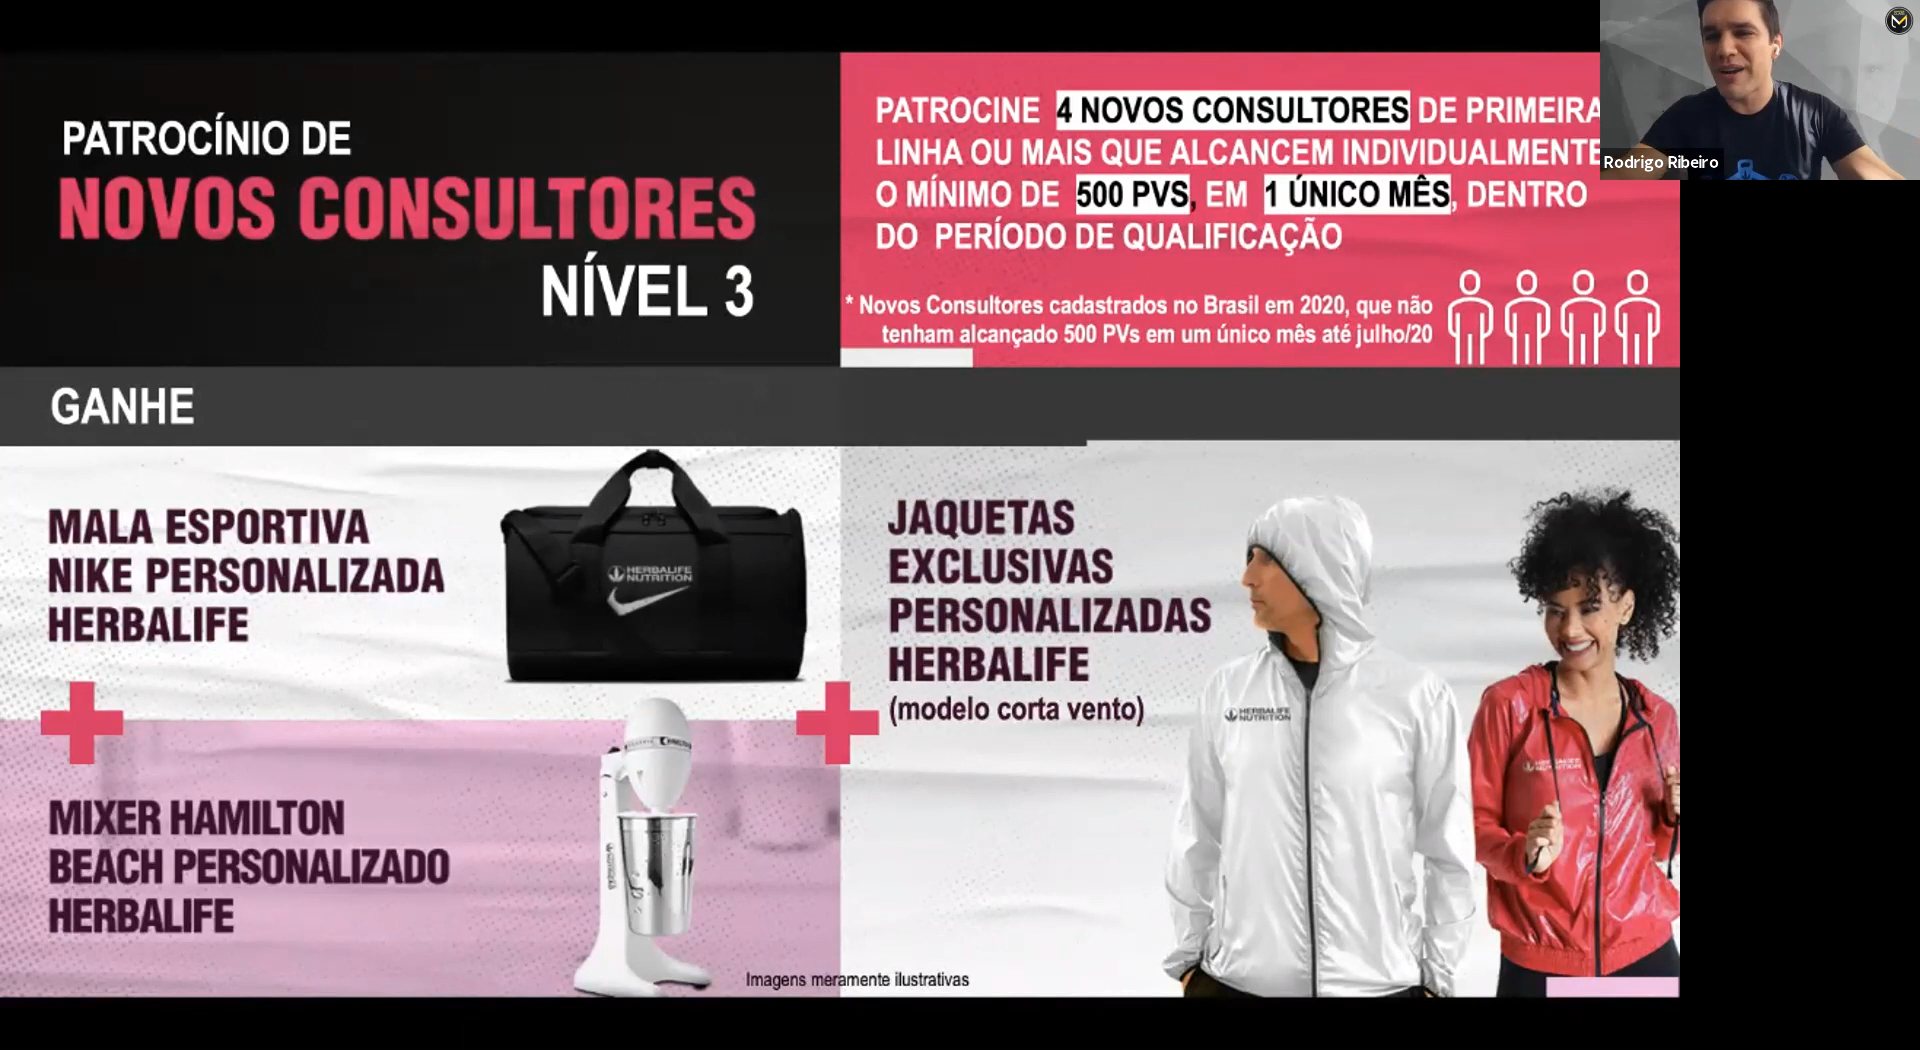 PATROCÍNIO DE
NOVOS CONSULTORES
NÍVEL 3
PATROCINE 4 NOVOS CONSULTORES DE PRIMEIRA
LINHA OU MAIS QUE ALCANCEM INDIVIDUALMENTE
O MÍNIMO DE 500 PVS, EM 1 ÚNICO MÊS, DENTRO
DO PERÍODO DE QUALIFICAÇÃO
* Novos Consultores cadastrados no Brasil em 2020, que não
tenham alcançado 500 PVs em um único mês até julho/20
Rodrigo Ribeiro
GANHE
MALA ESPORTIVA
NIKE PERSONALIZADA
HERBALIFE
HERBALIFE
NUTRITION
JAQUETAS
EXCLUSIVAS
PERSONALIZADAS
HERBALIFE
(modelo corta vento)
HERBALIFE
NUTRITION
HERBALIFE
NUTRITION
MIXER HAMILTON
BEACH PERSONALIZADO
HERBALIFE
Imagens meramente ilustrativas